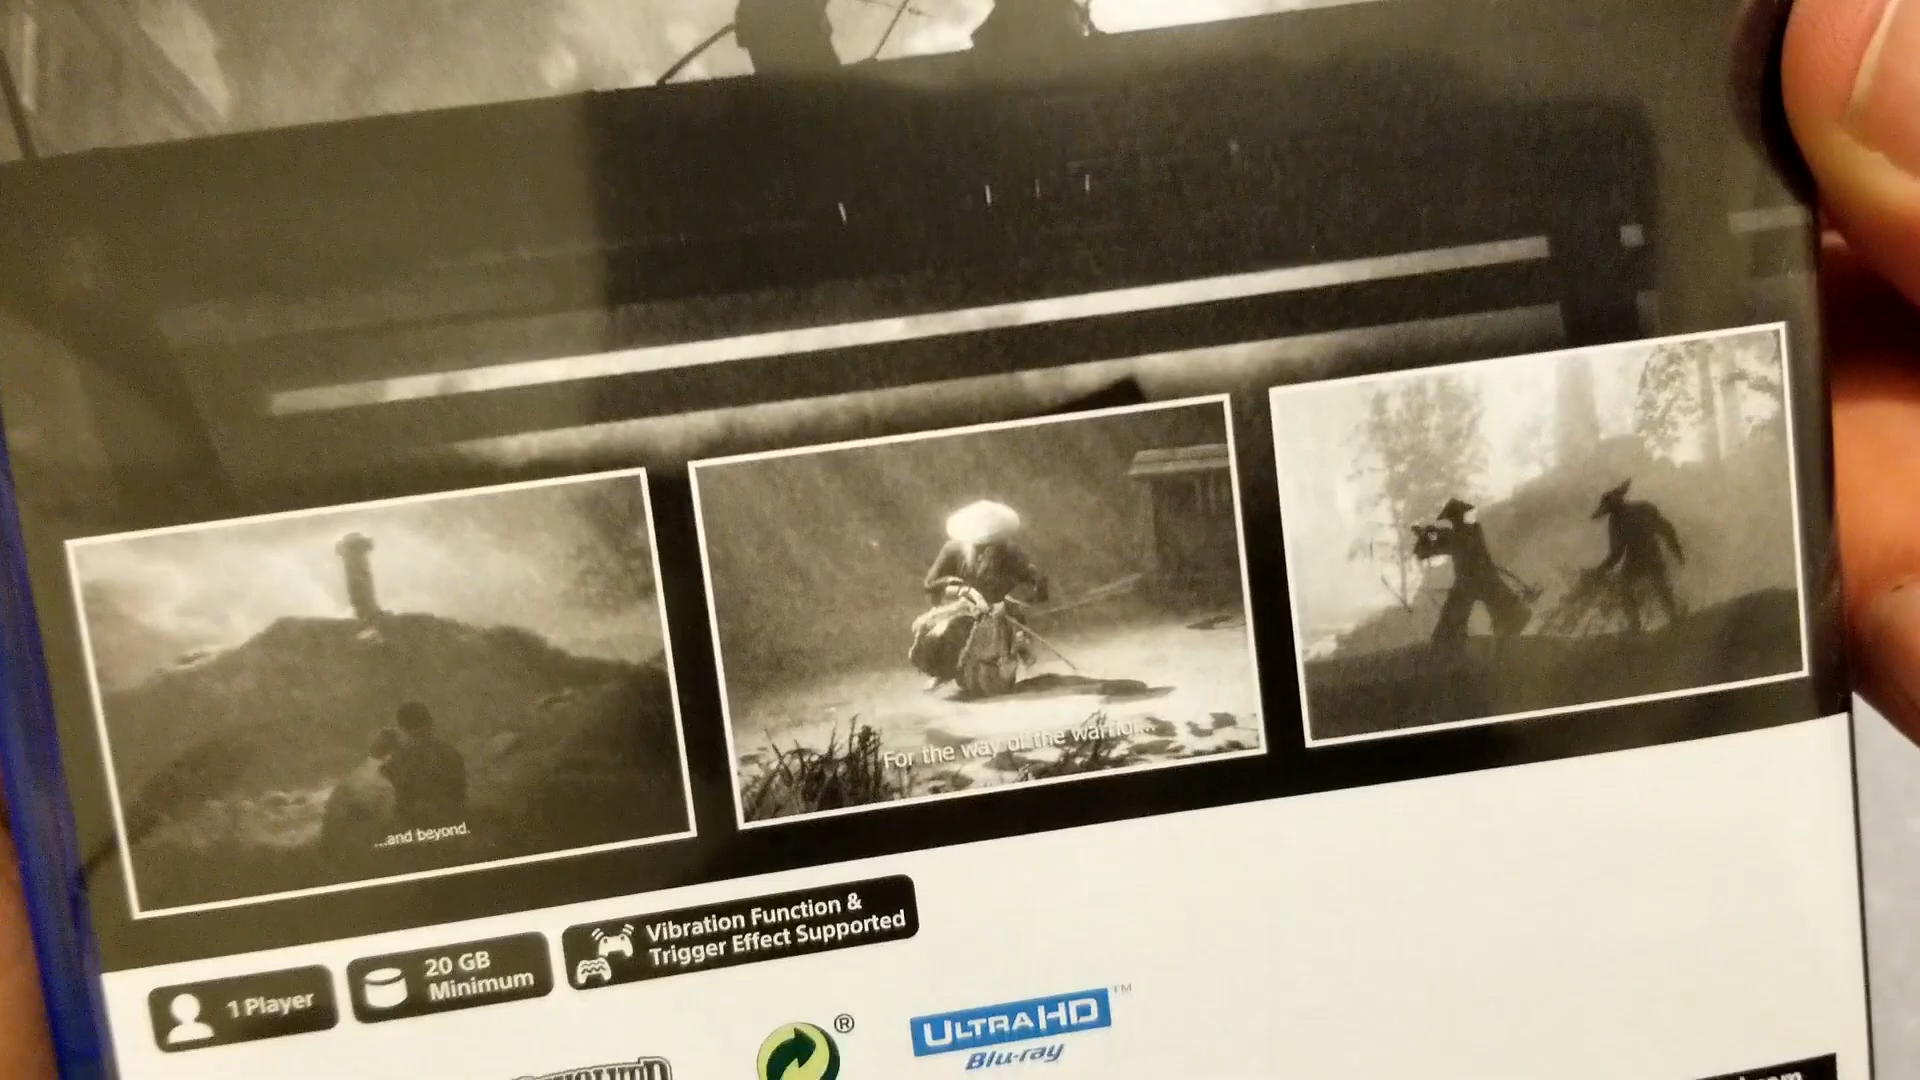 ...and beyond.
For the way of the warrior...
1 Player
20 GB
Minimum
Vibration Function &
Trigger Effect Supported
®
ULTRA HD™
Blu-ray